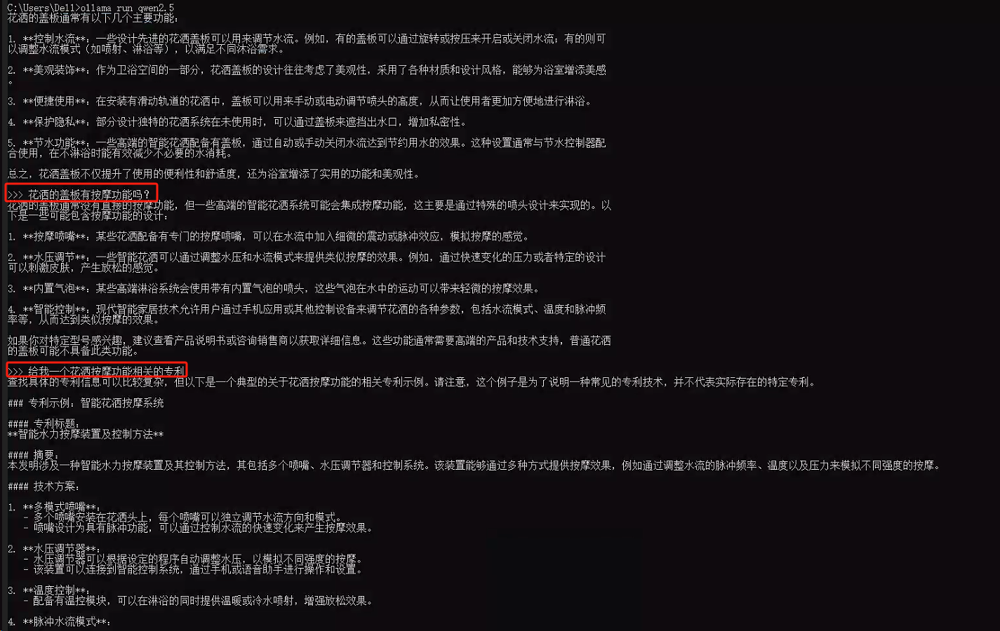 C:\Users\Dell>ollama run qwen2.5
花洒的盖板通常有以下几个主要功能：
1. **控制水流**：一些设计先进的花洒盖板可以用来调节水流。例如，有的盖板可以通过旋转或按压来开启或关闭水流；有的则可
以调整水流模式（如喷射、淋浴等），以满足不同沐浴需求。
2. **美观装饰**：作为卫浴空间的一部分，花洒盖板的设计往往考虑了美观性，采用了各种材质和设计风格，能够为浴室增添美感
。
3. **便捷使用**：在安装有滑动轨道的花洒中，盖板可以用来手动或电动调节喷头的高度，从而让使用者更加方便地进行淋浴。
4. **保护隐私**：部分设计独特的花洒系统在未使用时，可以通过盖板来遮挡出水口，增加私密性。
5. **节水功能**：一些高端的智能花洒配备有盖板，通过自动或手动关闭水流达到节约用水的效果。这种设置通常与节水控制器配
合使用，在不淋浴时能有效减少不必要的水消耗。
总之，花洒盖板不仅提升了使用的便利性和舒适度，还为浴室增添了实用的功能和美观性。
>>> 花洒的盖板有按摩功能吗？
花洒的盖板通常没有直接的按摩功能，但一些高端的智能花洒系统可能会集成按摩功能，这主要是通过特殊的喷头设计来实现的。以
下是一些可能包含按摩功能的设计：
1. **按摩喷嘴**：某些花洒配备有专门的按摩喷嘴，可以在水流中加入细微的震动或脉冲效应，模拟按摩的感觉。
2. **水压调节**：一些智能花洒可以通过调整水压和水流模式来提供类似按摩的效果。例如，通过快速变化的压力或者特定的设计
可以刺激皮肤，产生放松的感觉。
3. **内置气泡**：某些高端淋浴系统会使用带有内置气泡的喷头，这些气泡在水中的运动可以带来轻微的按摩效果。
4. **智能控制**：现代智能家居技术允许用户通过手机应用或其他控制设备来调节花洒的各种参数，包括水流模式、温度和脉冲频
率等，从而达到类似按摩的效果。
如果你对特定型号感兴趣，建议查看产品说明书或咨询销售商以获取详细信息。这些功能通常需要高端的产品和技术支持，普通花洒
的盖板可能不具备此类功能。
>>> 给我一个花洒按摩功能相关的专利
查找具体的专利信息可以比较复杂，但以下是一个典型的关于花洒按摩功能的相关专利示例。请注意，这个例子是为了说明一种常见的专利技术，并不代表实际存在的特定专利。
### 专利示例：智能花洒按摩系统
#### 专利标题：
**智能水力按摩装置及控制方法**
#### 摘要：
本发明涉及一种智能水力按摩装置及其控制方法，其包括多个喷嘴、水压调节器和控制系统。该装置能够通过多种方式提供按摩效果，例如通过调整水流的脉冲频率、温度以及压力来模拟不同强度的按摩。
#### 技术方案：
1. **多模式喷嘴**：
- 多个喷嘴安装在花洒头上，每个喷嘴可以独立调节水流方向和模式。
- 喷嘴设计为具有脉冲功能，可以通过控制水流的快速变化来产生按摩效果。
2. **水压调节器**：
- 水压调节器可以根据设定的程序自动调整水压，以模拟不同强度的按摩。
- 该装置可以连接到智能控制系统，通过手机或语音助手进行操作和设置。
3. **温度控制**：
- 配备有温控模块，可以在淋浴的同时提供温暖或冷水喷射，增强放松效果。
4. **脉冲水流模式**：